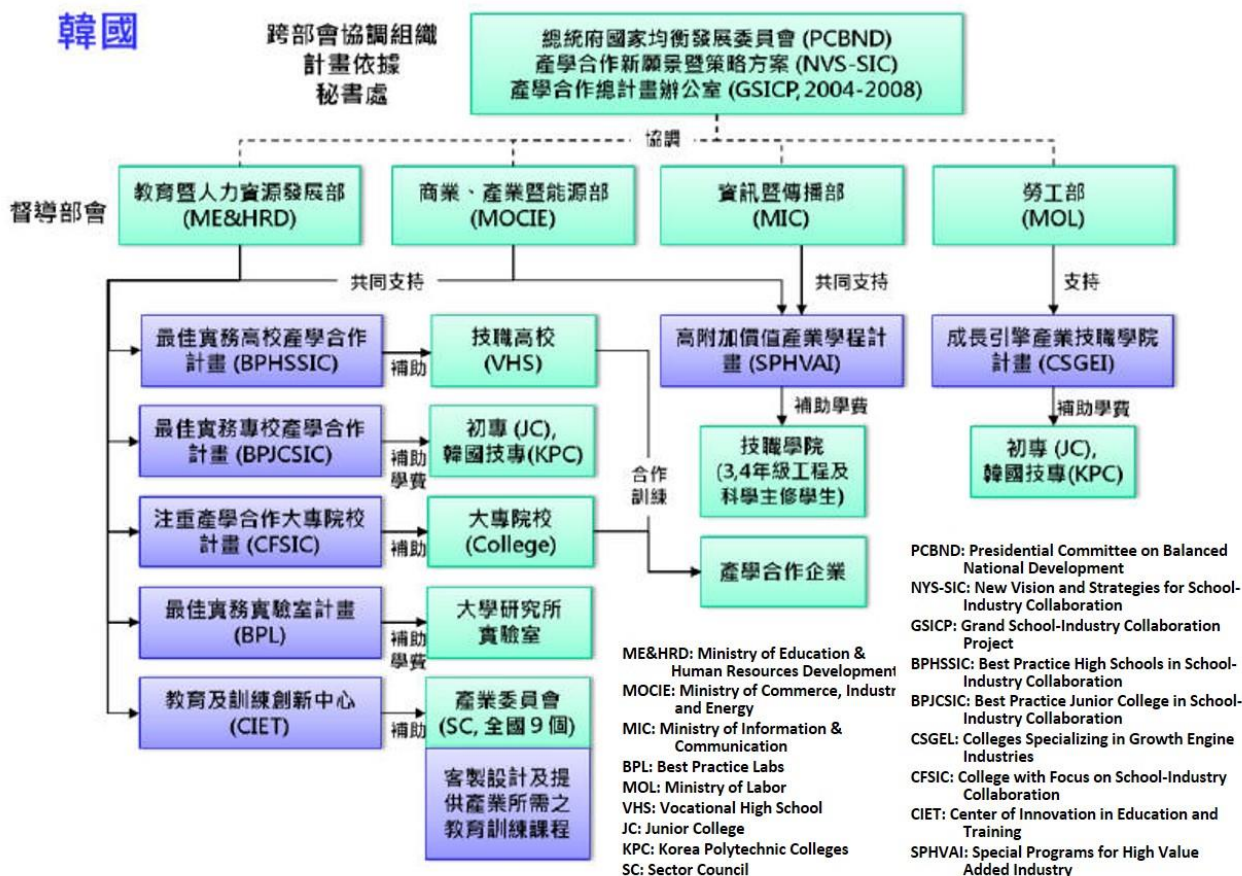 韓國
跨部會協調組織
計畫依據
秘書處
總統府國家均衡發展委員會 (PCBND)
產學合作新願景暨策略方案 (NVS-SIC)
產學合作總計畫辦公室 (GSICP, 2004-2008)
協調
督導部會
教育暨人力資源發展部
(ME&HRD)
商業、產業暨能源部
(MOCIE)
資訊暨傳播部
(MIC)
勞工部
(MOL)
共同支持
共同支持
支持
最佳實務高校產學合作
計畫 (BPHSSIC)
補助
技職高校
(VHS)
高附加價值產業學程計
畫 (SPHVAI)
成長引擎產業技職學院
計畫 (CSGEI)
補助學費
補助學費
最佳實務專校產學合作
計畫 (BPJCSIC)
補助
學費
初專 (JC),
韓國技專(KPC)
合作
訓練
技職學院
(3,4年級工程及
科學主修學生)
初專 (JC),
韓國技專(KPC)
注重產學合作大專院校
計畫 (CFSIC)
補助
大專院校
(College)
產學合作企業
最佳實務實驗室計畫
(BPL)
補助
學費
大學研究所
實驗室
教育及訓練創新中心
(CIET)
補助
產業委員會
(SC, 全國 9 個)
客製設計及提
供產業所需之
教育訓練課程
ME&HRD: Ministry of Education &
Human Resources Development
MOCIE: Ministry of Commerce, Industr
and Energy
MIC: Ministry of Information &
Communication
BPL: Best Practice Labs
MOL: Ministry of Labor
VHS: Vocational High School
JC: Junior College
KPC: Korea Polytechnic Colleges
SC: Sector Council
PCBND: Presidential Committee on Balanced
National Development
NYS-SIC: New Vision and Strategies for School-
Industry Collaboration
GSICP: Grand School-Industry Collaboration
Project
BPHSSIC: Best Practice High Schools in School-
Industry Collaboration
BPJCSIC: Best Practice Junior College in School-
Industry Collaboration
CSGEL: Colleges Specializing in Growth Engine
Industries
CFSIC: College with Focus on School-Industry
Collaboration
CIET: Center of Innovation in Education and
Training
SPHVAI: Special Programs for High Value
Added Industry